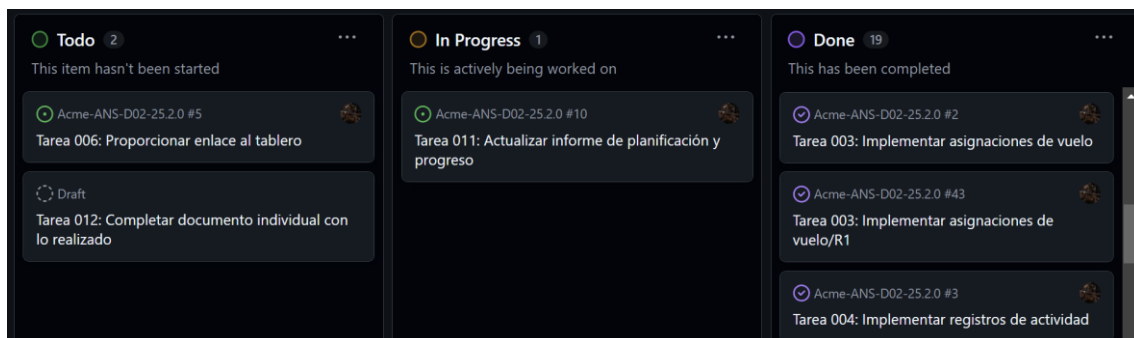 Todo 2
This item hasn't been started
Acme-ANS-D02-25.2.0 #5
Tarea 006: Proporcionar enlace al tablero
Draft
Tarea 012: Completar documento individual con
lo realizado
In Progress 1
This is actively being worked on
Acme-ANS-D02-25.2.0 #10
Tarea 011: Actualizar informe de planificación y
progreso
Done 19
This has been completed
Acme-ANS-D02-25.2.0 #2
Tarea 003: Implementar asignaciones de vuelo
Acme-ANS-D02-25.2.0 #43
Tarea 003: Implementar asignaciones de
vuelo/R1
Acme-ANS-D02-25.2.0 #3
Tarea 004: Implementar registros de actividad